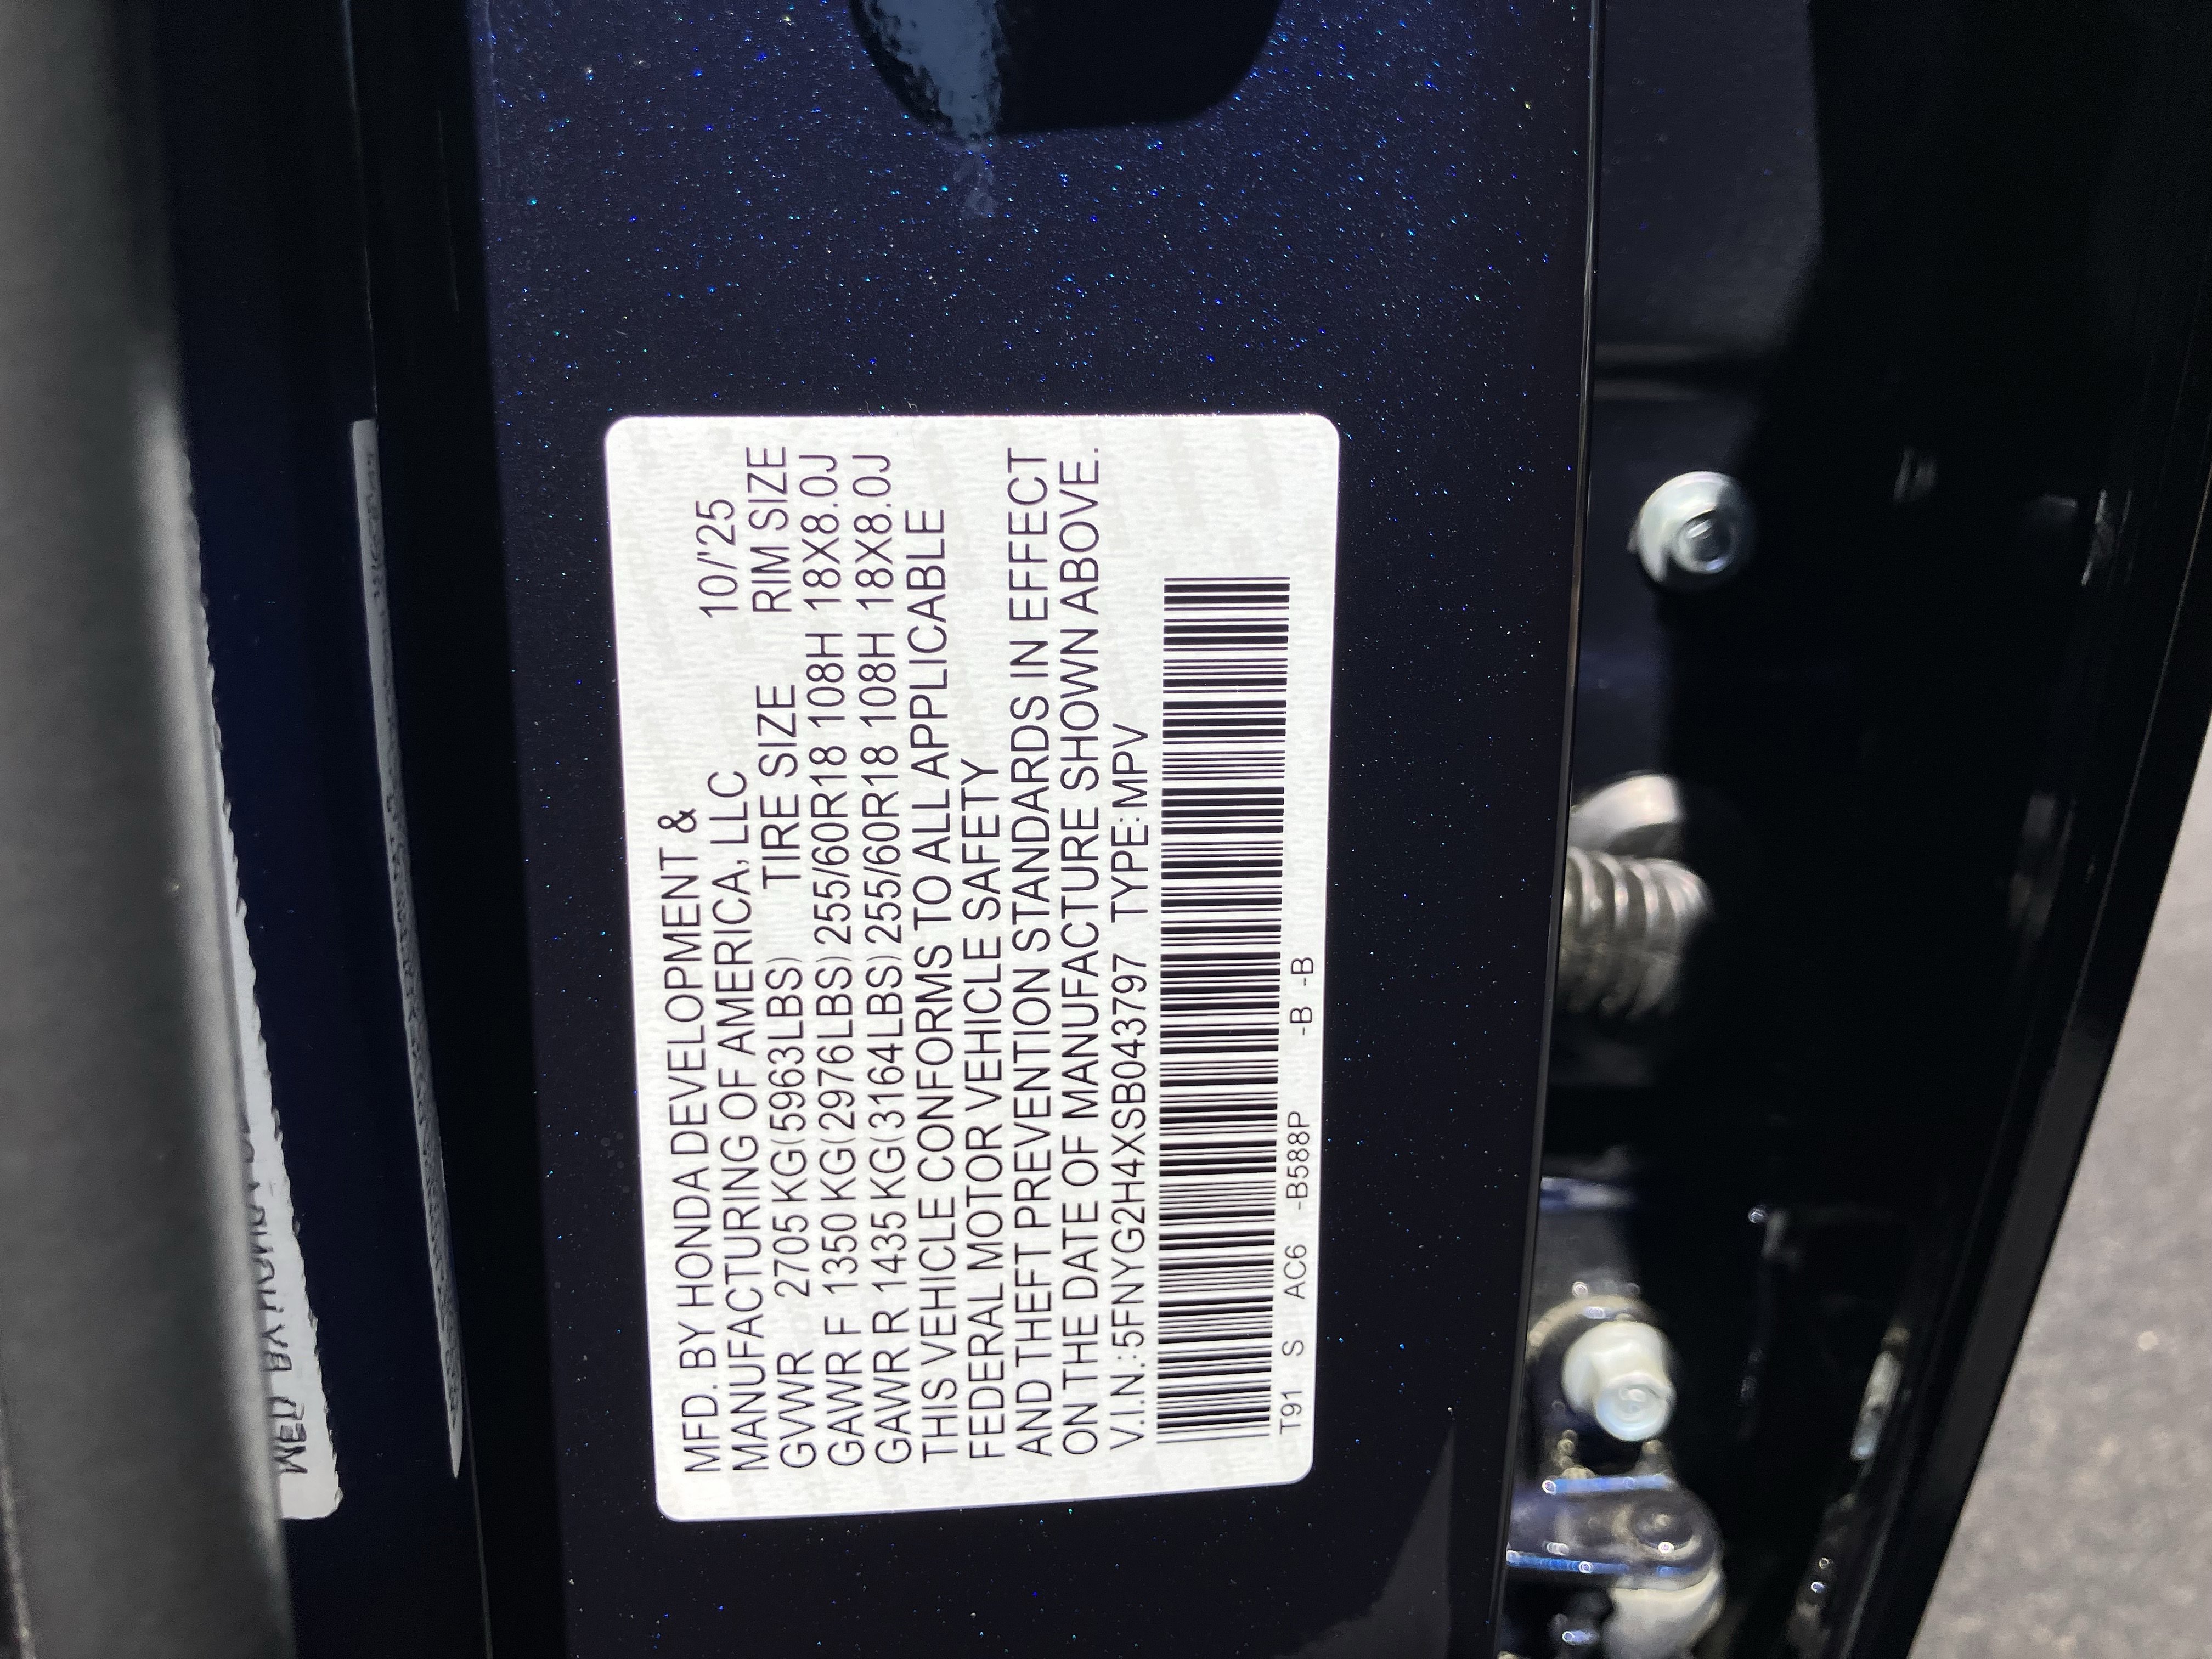 MFD. BY HONDA DEVELOPMENT &
MANUFACTURING OF AMERICA, LLC 10/'25
GVWR 2705 KG(5963LBS) TIRE SIZE RIM SIZE
GAWR F 1350 KG(2976LBS) 255/60R18 108H 18X8.0J
GAWR R 1435 KG(3164LBS) 255/60R18 108H 18X8.0J
THIS VEHICLE CONFORMS TO ALL APPLICABLE
FEDERAL MOTOR VEHICLE SAFETY
AND THEFT PREVENTION STANDARDS IN EFFECT
ON THE DATE OF MANUFACTURE SHOWN ABOVE.
V.I.N.:5FNYG2H4XSB043797 TYPE:MPV
T91 S AC6 -B588P -B -B